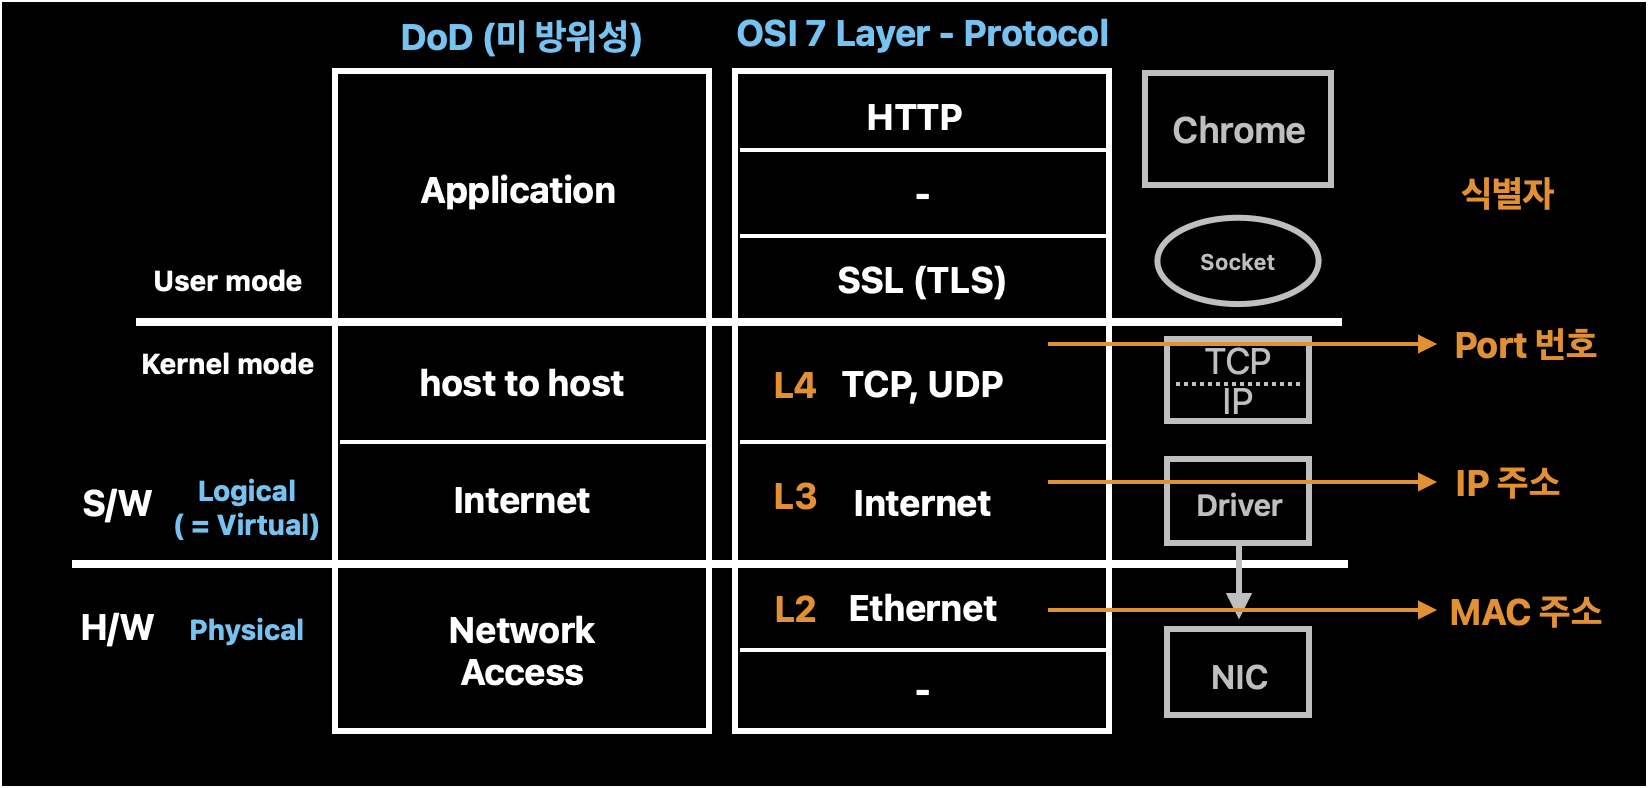 DoD (미 방위성)
OSI 7 Layer - Protocol
HTTP
Chrome
Application
-
식별자
User mode
SSL (TLS)
Socket
Kernel mode
host to host
L4 TCP, UDP
TCP
IP
Port 번호
S/W
Logical
( = Virtual)
Internet
L3 Internet
Driver
IP 주소
H/W
Physical
Network
Access
L2 Ethernet
MAC 주소
-
NIC